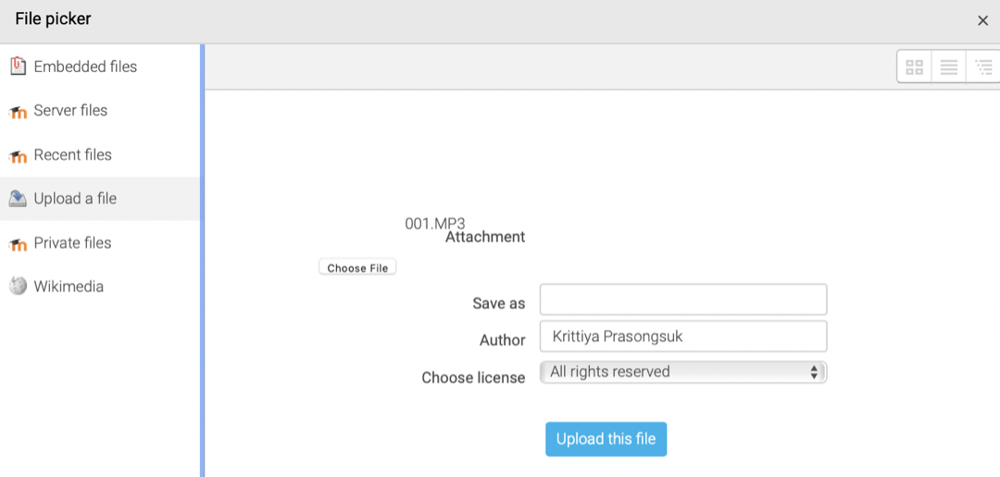 File picker
Embedded files
Server files
Recent files
Upload a file
Private files
Wikimedia
001.MP3
Attachment
Choose File
Save as
Author Krittiya Prasongsuk
Choose license All rights reserved
Upload this file